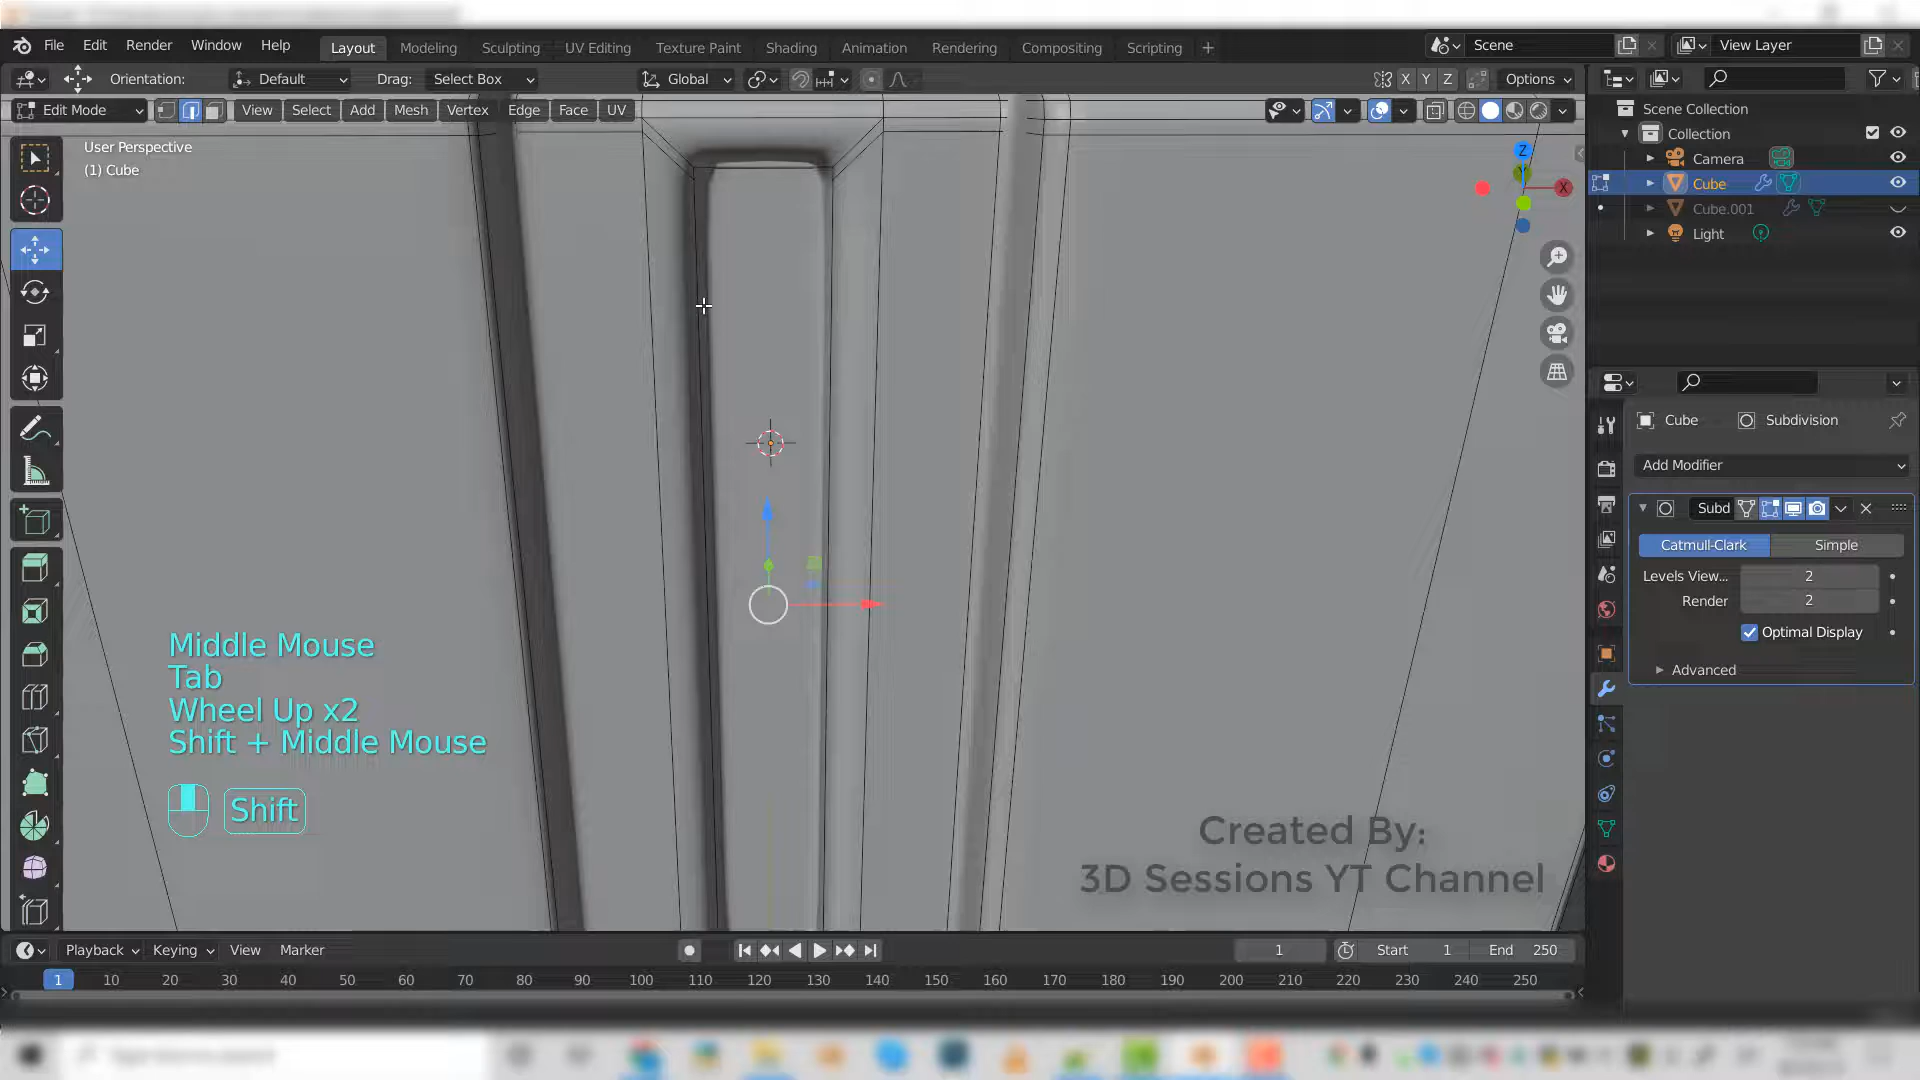 File Edit Render Window Help Layout Modeling Sculpting UV Editing Texture Paint Shading Animation Rendering Compositing Scripting + Scene View Layer
Orientation: Default Drag: Select Box Global X Y Z Options
Edit Mode View Select Add Mesh Vertex Edge Face UV
User Perspective
(1) Cube
Z
X
Scene Collection
Collection
Camera
Cube
Cube.001
Light
Cube Subdivision
Add Modifier
Subd
Catmull-Clark Simple
Levels View... 2
Render 2
Optimal Display
Advanced
Middle Mouse
Tab
Wheel Up x2
Shift + Middle Mouse
Shift
Created By:
3D Sessions YT Channel
Playback Keying View Marker 1 Start 1 End 250
1 10 20 30 40 50 60 70 80 90 100 110 120 130 140 150 160 170 180 190 200 210 220 230 240 250